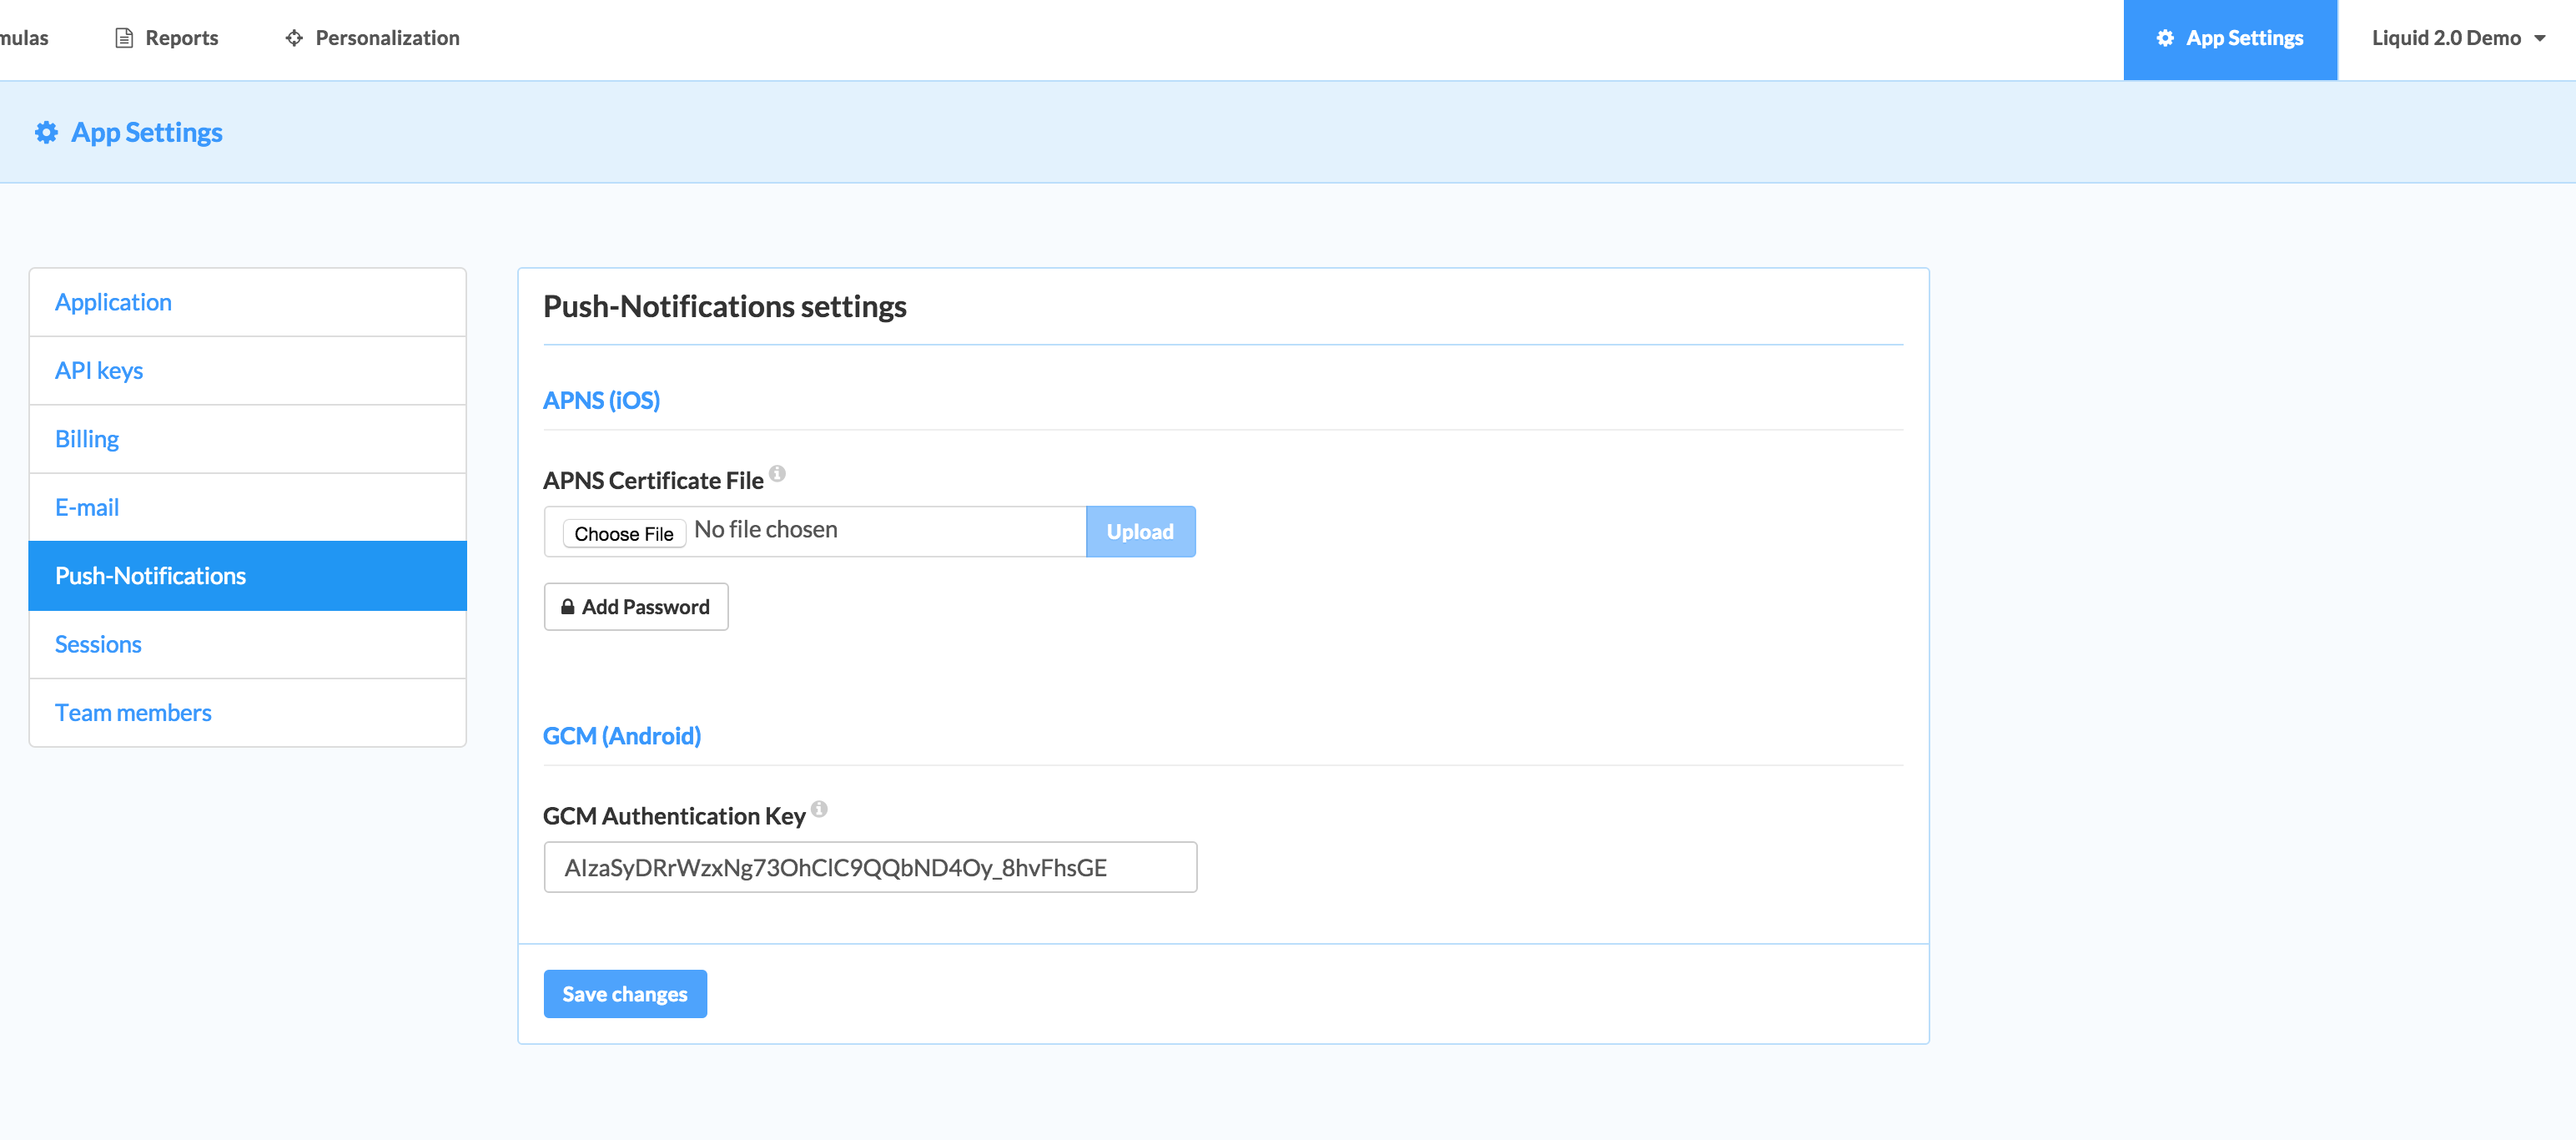 mulas Reports Personalization App Settings Liquid 2.0 Demo
App Settings
Application
API keys
Billing
E-mail
Push-Notifications
Sessions
Team members
Push-Notifications settings
APNS (iOS)
APNS Certificate File
Choose File No file chosen Upload
Add Password
GCM (Android)
GCM Authentication Key
AIzaSyDRrWzxNg73OhClC9QQbND4Oy_8hvFhsGE
Save changes